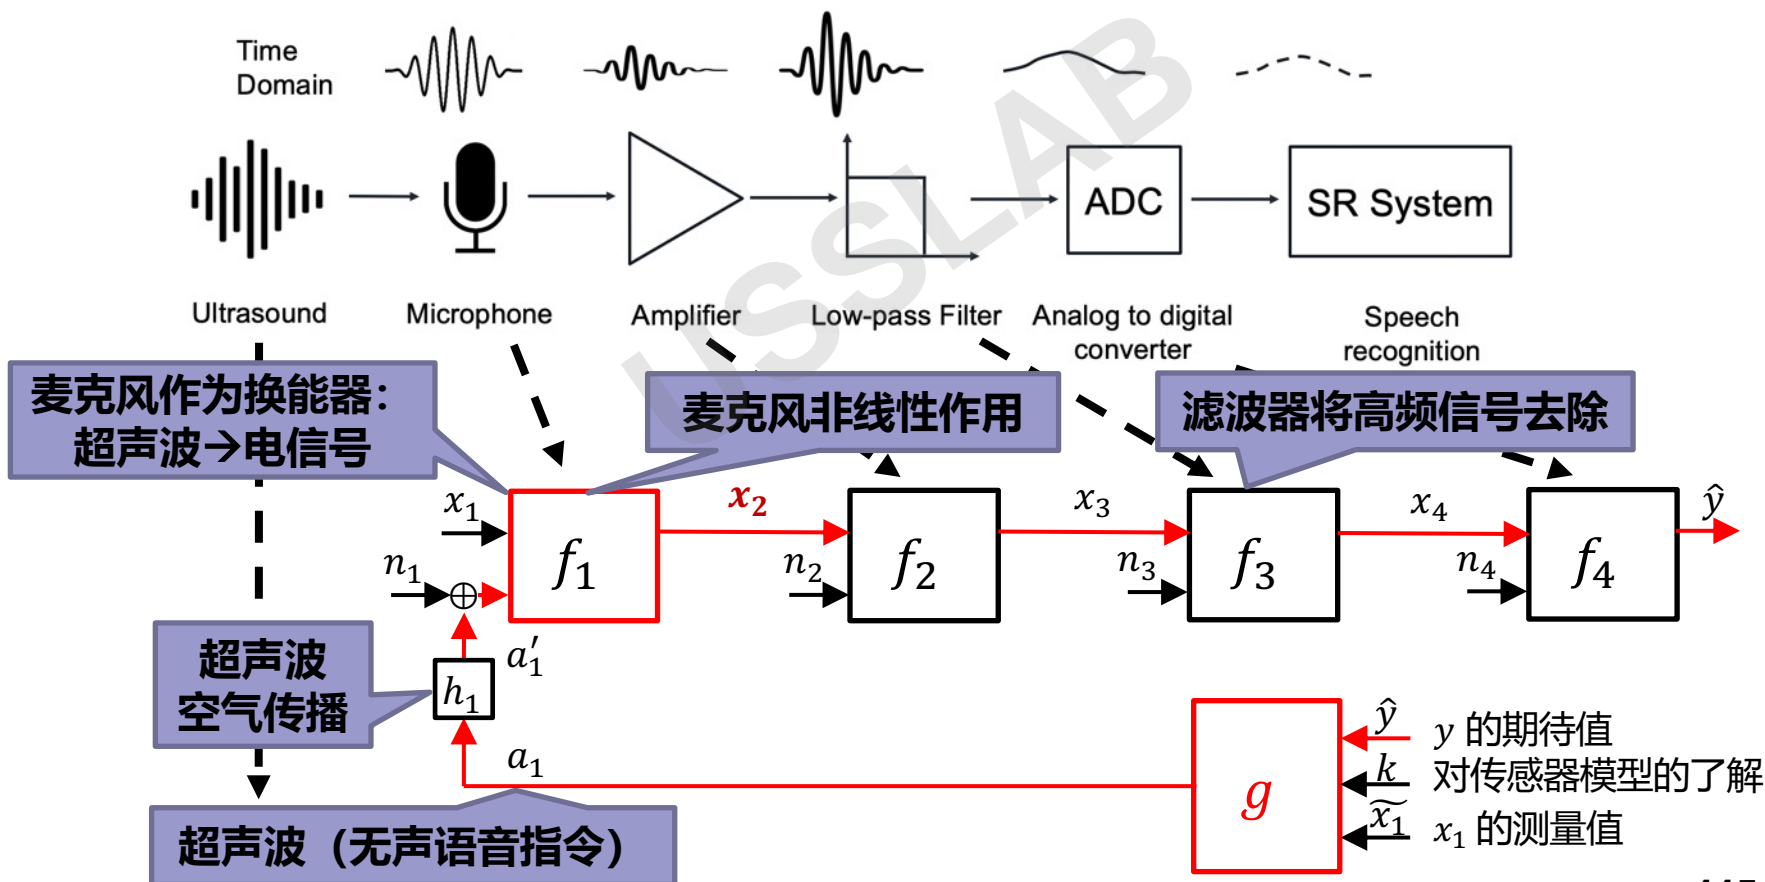 Time
Domain
ADC
SR System
Ultrasound
Microphone
Amplifier
Low-pass Filter
Analog to digital
converter
Speech
recognition
USSLAB
麦克风作为换能器：
超声波→电信号
麦克风非线性作用
滤波器将高频信号去除
x₁
n₁
f₁
x₂
n₂
f₂
x₃
n₃
f₃
x₄
n₄
f₄
ŷ
超声波
空气传播
a₁′
h₁
a₁
超声波（无声语音指令）
g
ŷ y 的期待值
k 对传感器模型的了解
x̃₁ x₁ 的测量值